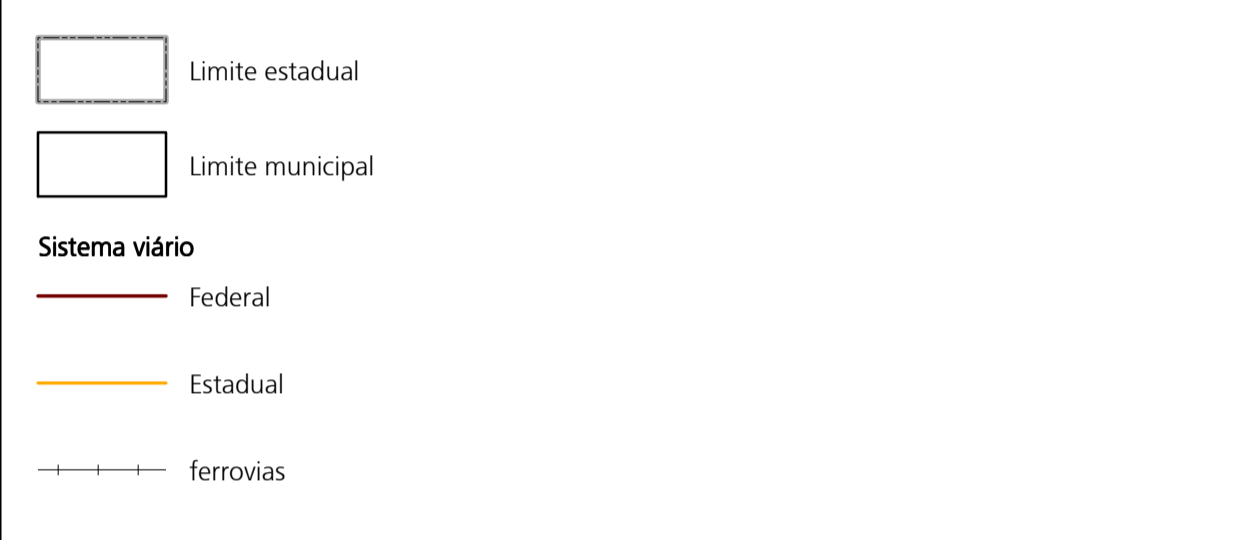 Limite estadual
Limite municipal
Sistema viário
Federal
Estadual
ferrovias